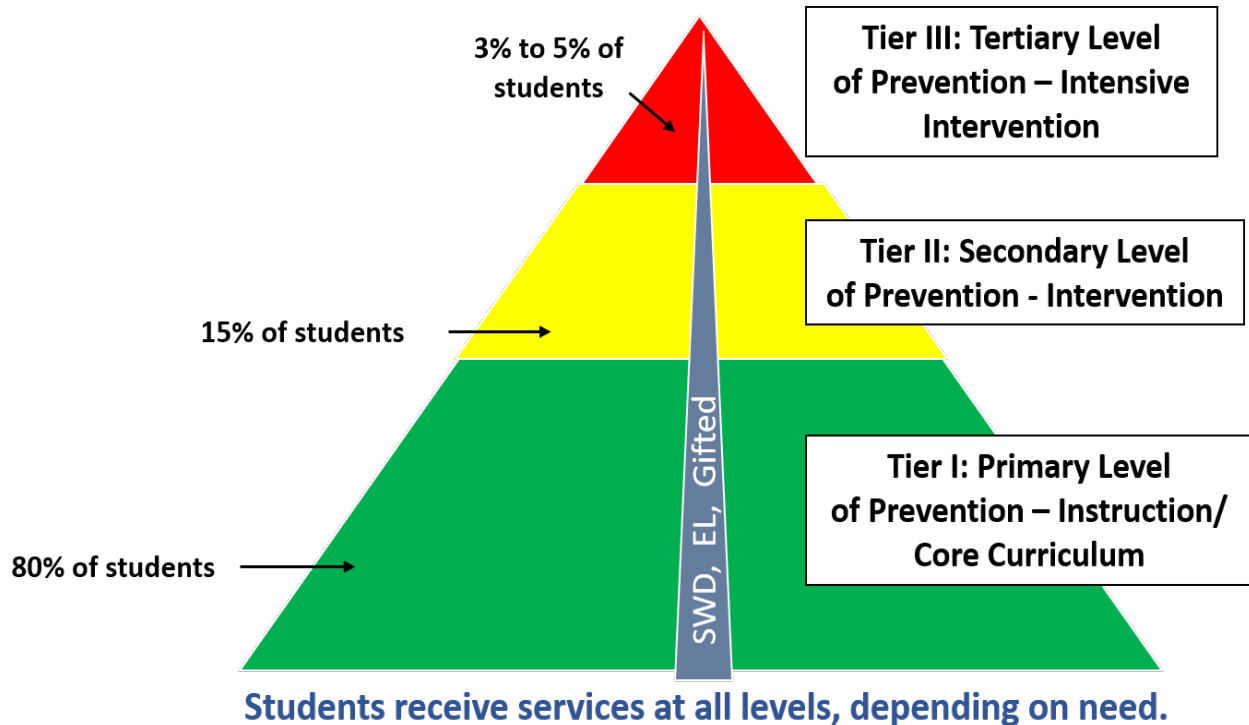 3% to 5% of
students
Tier III: Tertiary Level
of Prevention – Intensive
Intervention
15% of students
Tier II: Secondary Level
of Prevention - Intervention
80% of students
Tier I: Primary Level
of Prevention – Instruction/
Core Curriculum
SWD, EL, Gifted
Students receive services at all levels, depending on need.